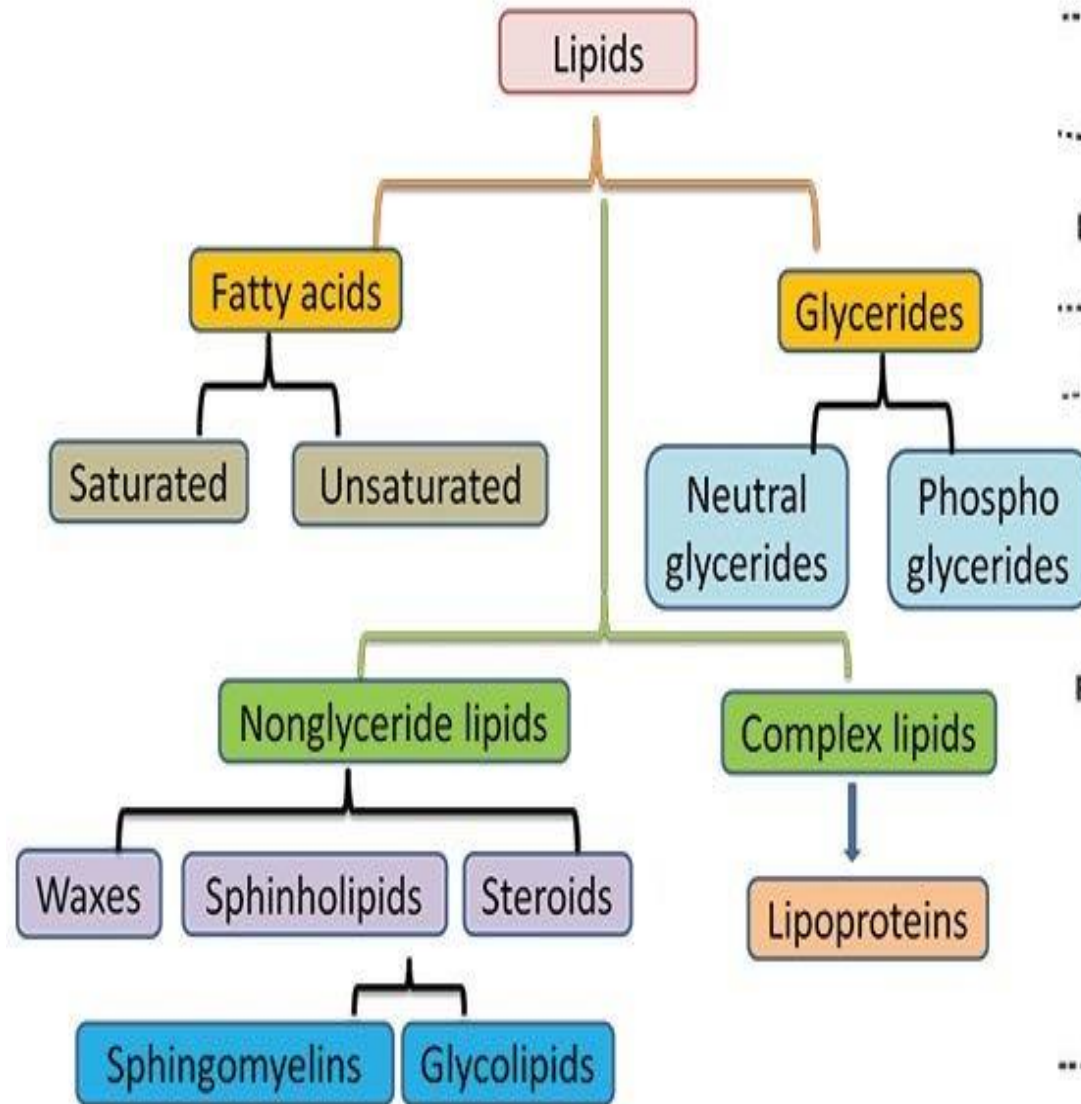 Lipids
Fatty acids
Glycerides
Saturated
Unsaturated
Neutral
glycerides
Phospho
glycerides
Nonglyceride lipids
Complex lipids
Waxes
Sphinholipids
Steroids
Lipoproteins
Sphingomyelins
Glycolipids